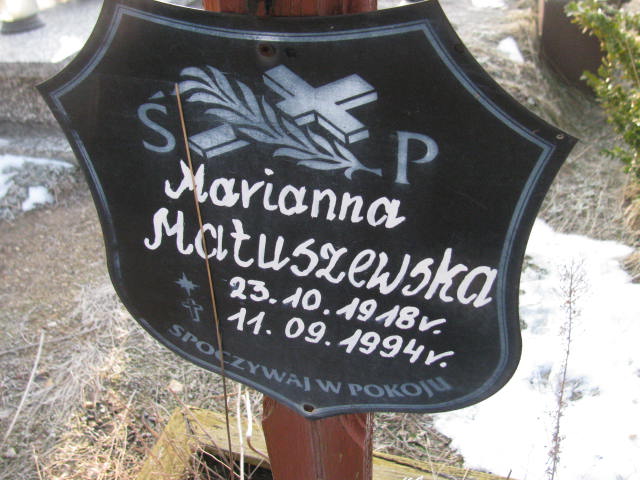 Ś P
Marianna
Matuszewska
23.10.1918r.
11.09.1994r.
SPOCZYWAJ W POKOJU